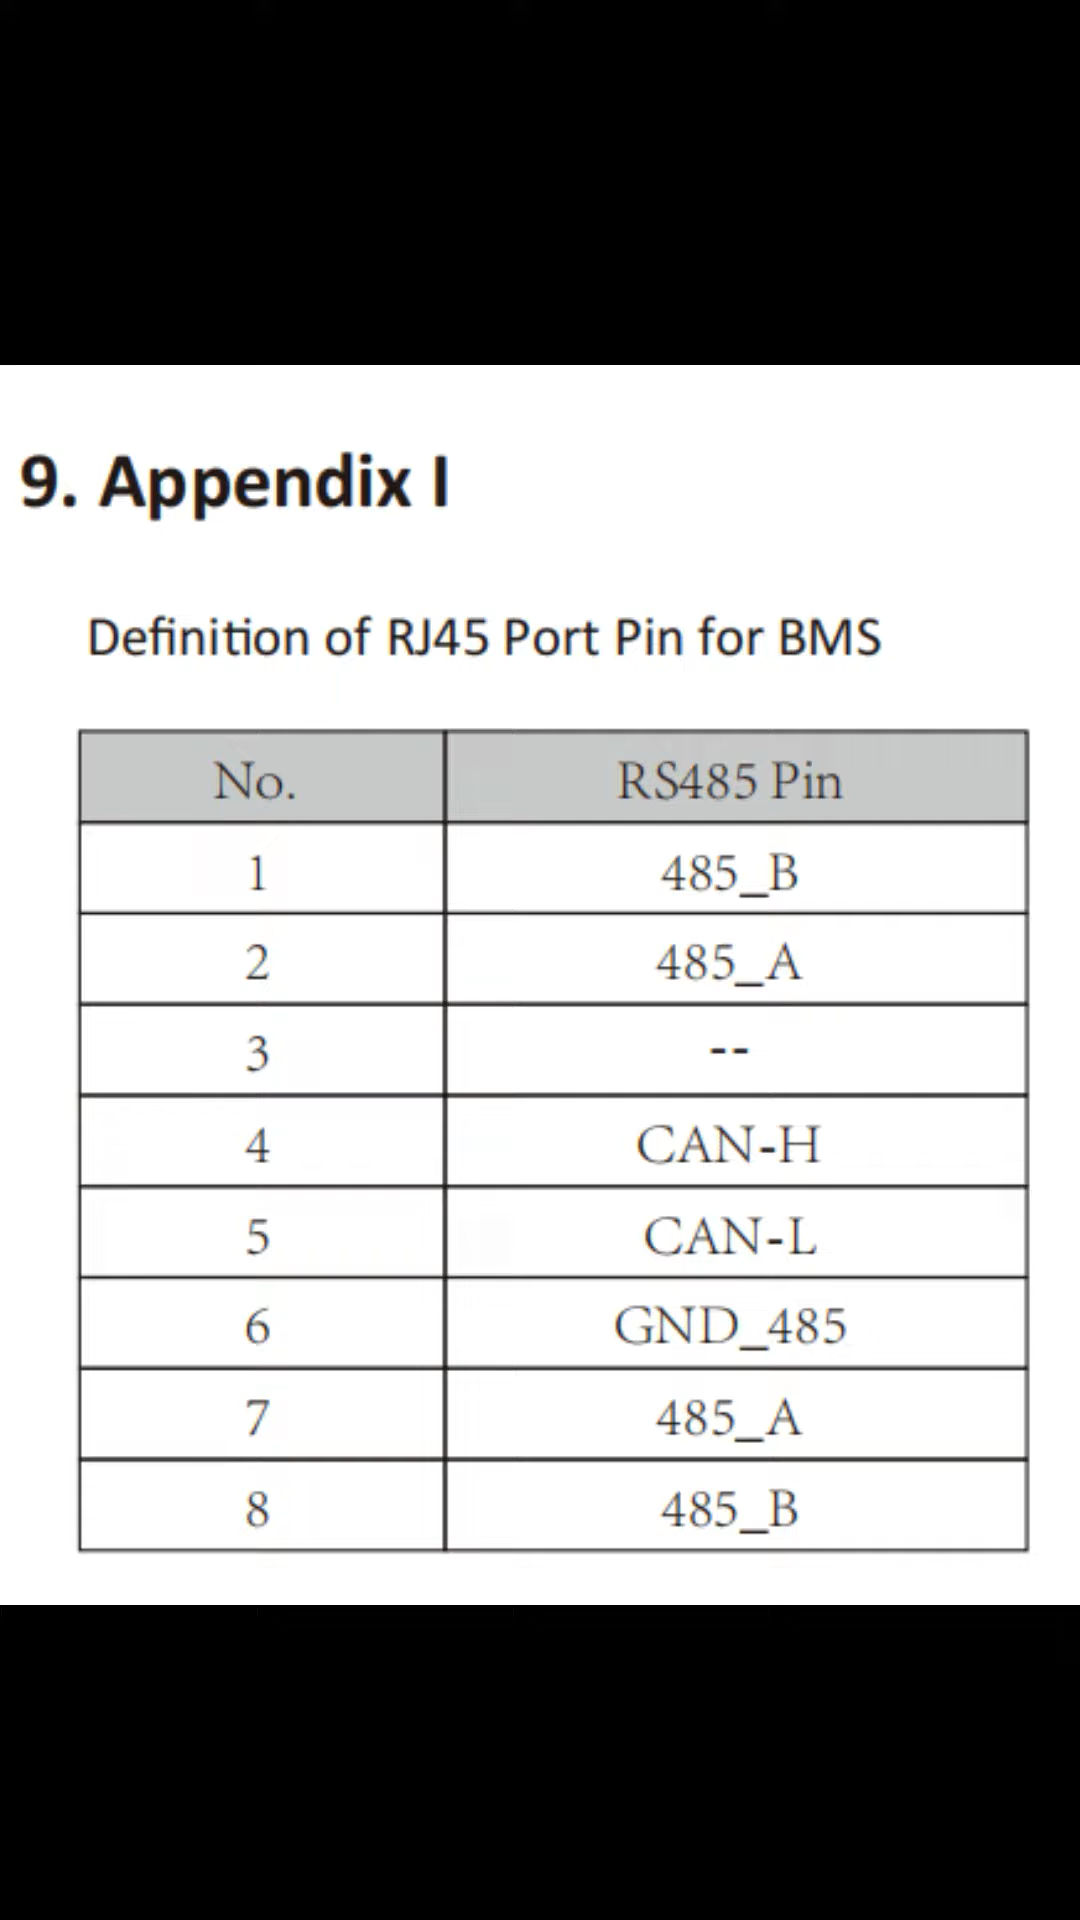 9. Appendix I
Definition of RJ45 Port Pin for BMS
No. RS485 Pin
1 485_B
2 485_A
3 --
4 CAN-H
5 CAN-L
6 GND_485
7 485_A
8 485_B